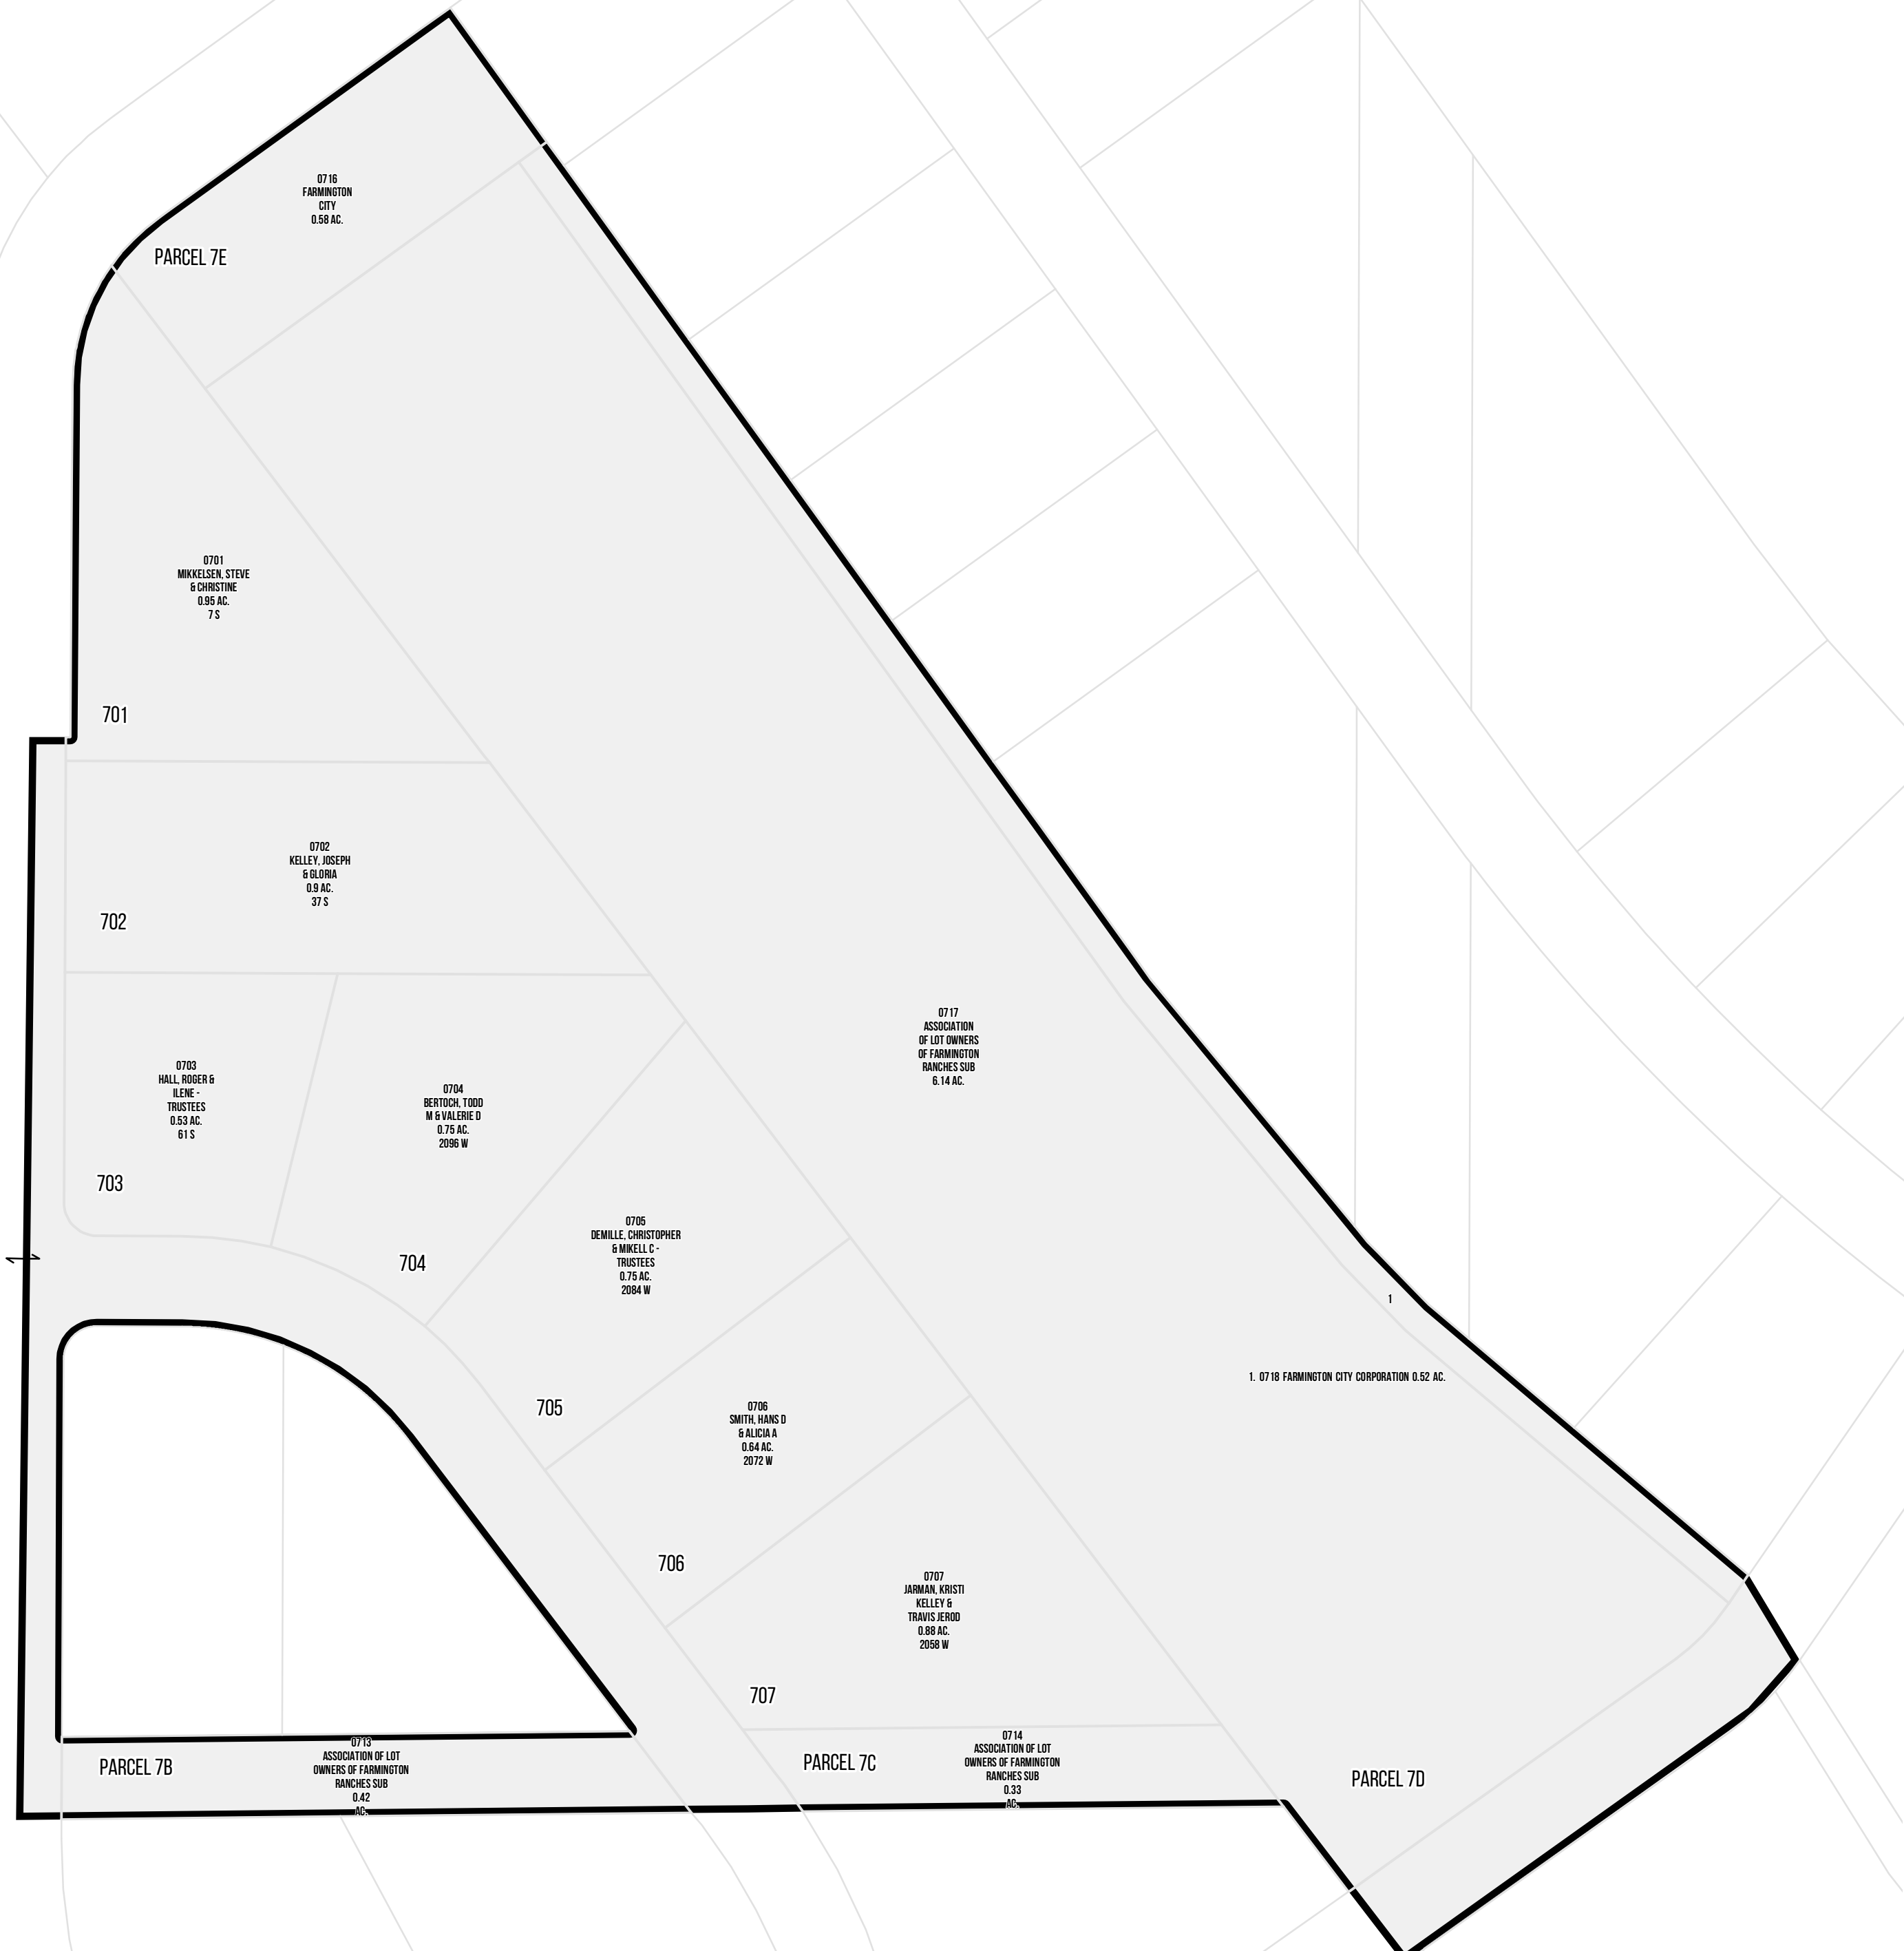 0716
FARMINGTON
CITY
0.58 AC.
PARCEL 7E
0701
MIKKELSEN, STEVE
& CHRISTINE
0.95 AC.
7 S
701
0702
KELLEY, JOSEPH
& GLORIA
0.9 AC.
37 S
702
0717
ASSOCIATION
OF LOT OWNERS
OF FARMINGTON
RANCHES SUB
6.14 AC.
0703
HALL, ROGER &
ILENE -
TRUSTEES
0.53 AC.
61 S
703
0704
BERTOCH, TODD
M & VALERIE D
0.75 AC.
2096 W
704
0705
DEMILLE, CHRISTOPHER
& MIKELL C -
TRUSTEES
0.75 AC.
2084 W
705
1
1. 0718 FARMINGTON CITY CORPORATION 0.52 AC.
0706
SMITH, HANS D
& ALICIA A
0.64 AC.
2072 W
706
0707
JARMAN, KRISTI
KELLEY &
TRAVIS JEROD
0.88 AC.
2058 W
707
PARCEL 7B
0713
ASSOCIATION OF LOT
OWNERS OF FARMINGTON
RANCHES SUB
0.42
AC.
PARCEL 7C
0714
ASSOCIATION OF LOT
OWNERS OF FARMINGTON
RANCHES SUB
0.33
AC.
PARCEL 7D